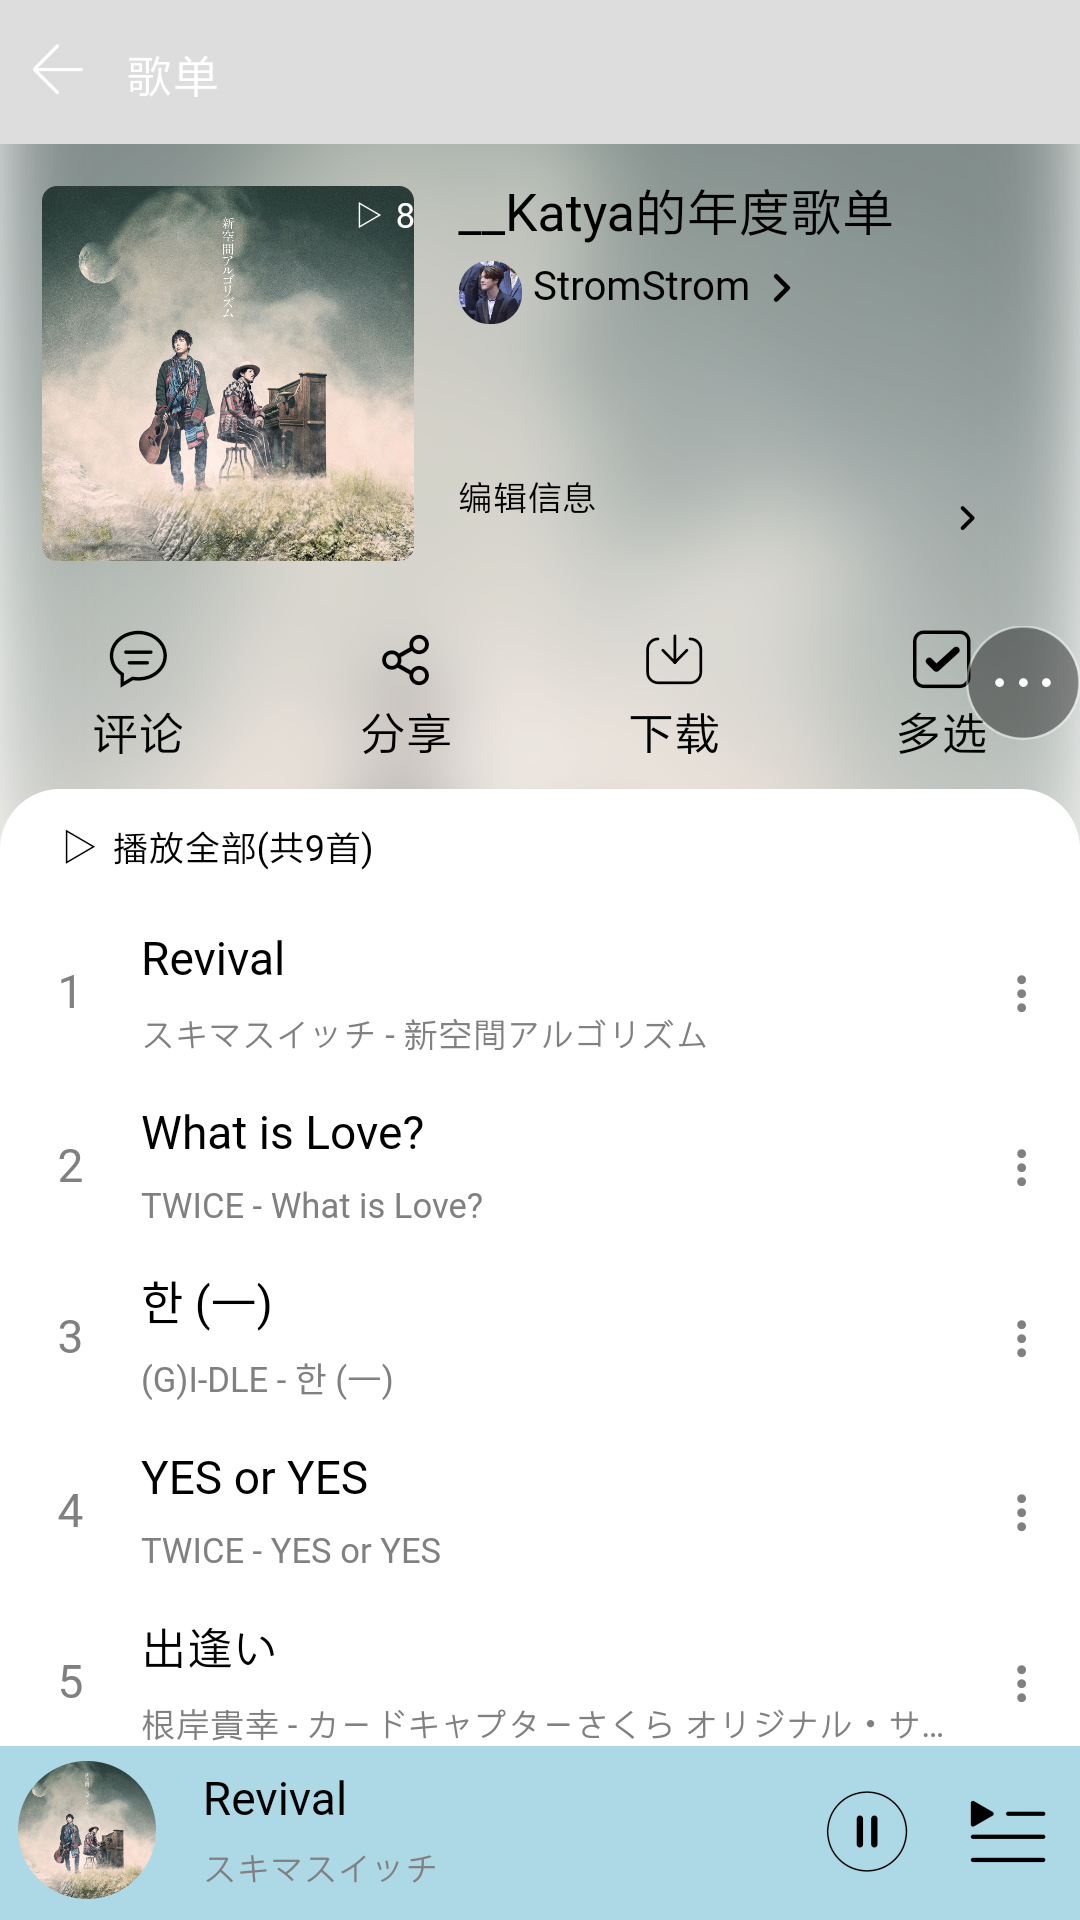 歌单
新空間アルゴリズム
8
__Katya的年度歌单
StromStrom
编辑信息
评论
分享
下载
多选
播放全部(共9首)
1
Revival
スキマスイッチ - 新空間アルゴリズム
2
What is Love?
TWICE - What is Love?
3
한 (一)
(G)I-DLE - 한 (一)
4
YES or YES
TWICE - YES or YES
5
出逢い
根岸貴幸 - カードキャプターさくら オリジナル・サ...
Revival
スキマスイッチ